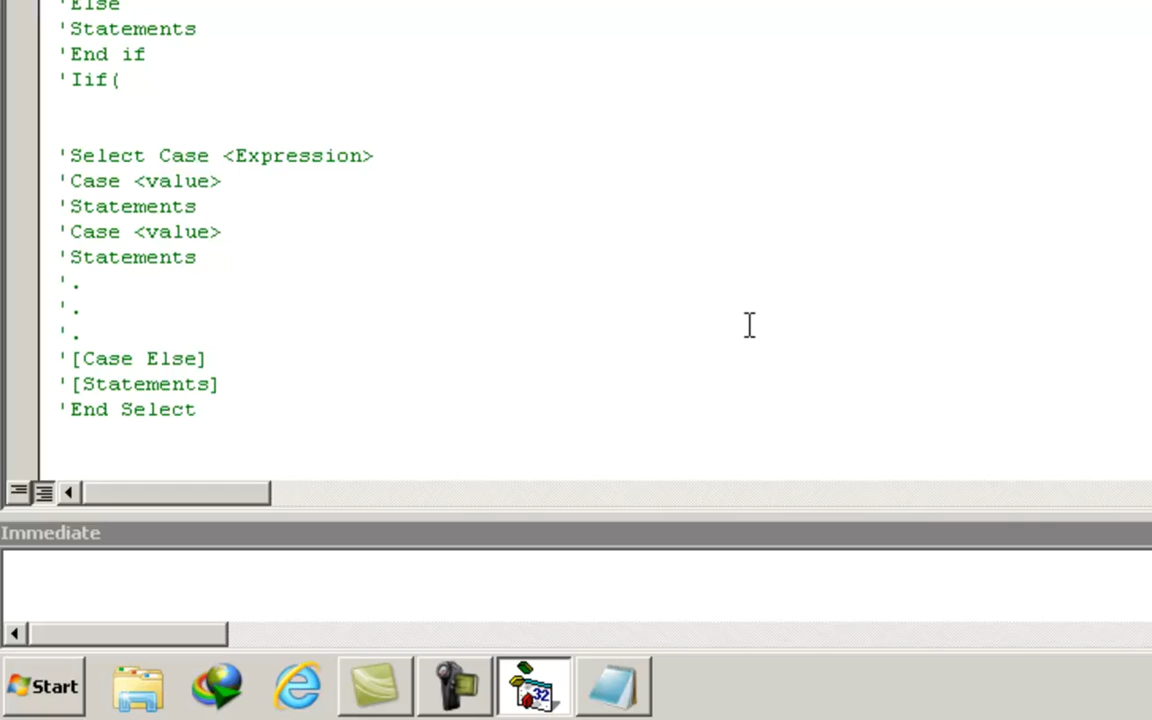 'Else
'Statements
'End if
'Iif(
'Select Case <Expression>
'Case <value>
'Statements
'Case <value>
'Statements
'.
'.
'.
'[Case Else]
'[Statements]
'End Select
Immediate
Start
32